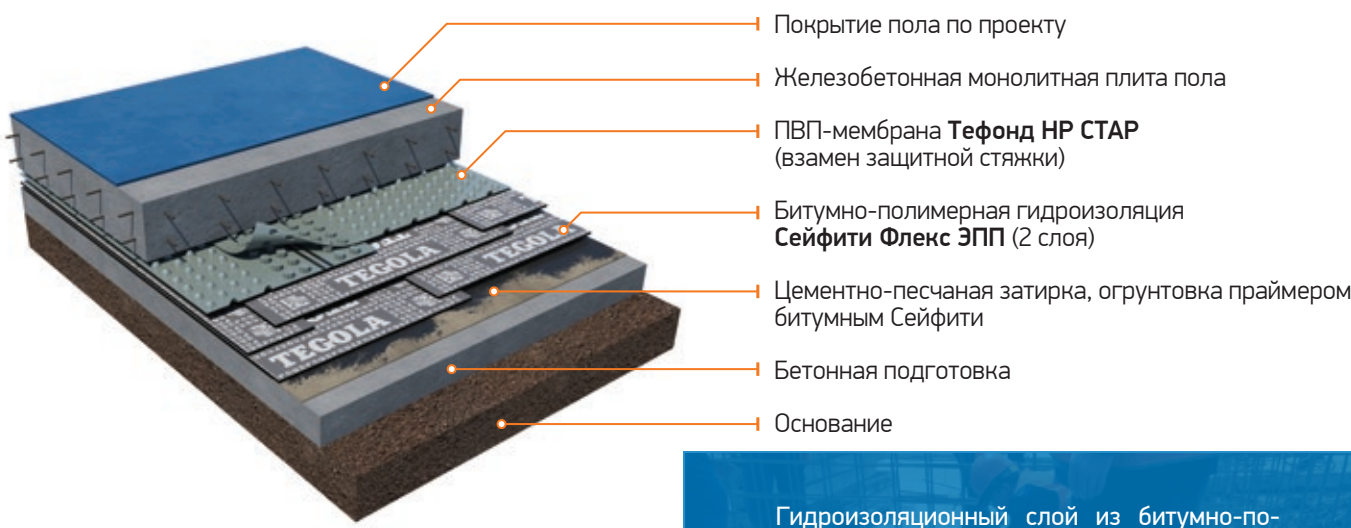 Покрытие пола по проекту
Железобетонная монолитная плита пола
ПВП-мембрана Тефонд НР СТАР
(взамен защитной стяжки)
Битумно-полимерная гидроизоляция
Сейфити Флекс ЭПП (2 слоя)
Цементно-песчаная затирка, огрунтовка праймером
битумным Сейфити
Бетонная подготовка
Основание
TEGOLA
TEGOLA
TEGOLA
Гидроизоляционный слой из битумно-по-